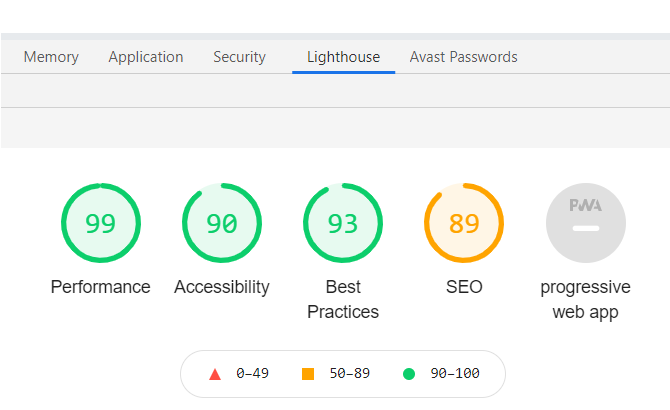 Memory Application Security Lighthouse Avast Passwords
99 90 93 89 PWA
Performance Accessibility Best Practices SEO progressive web app
0–49 50–89 90–100